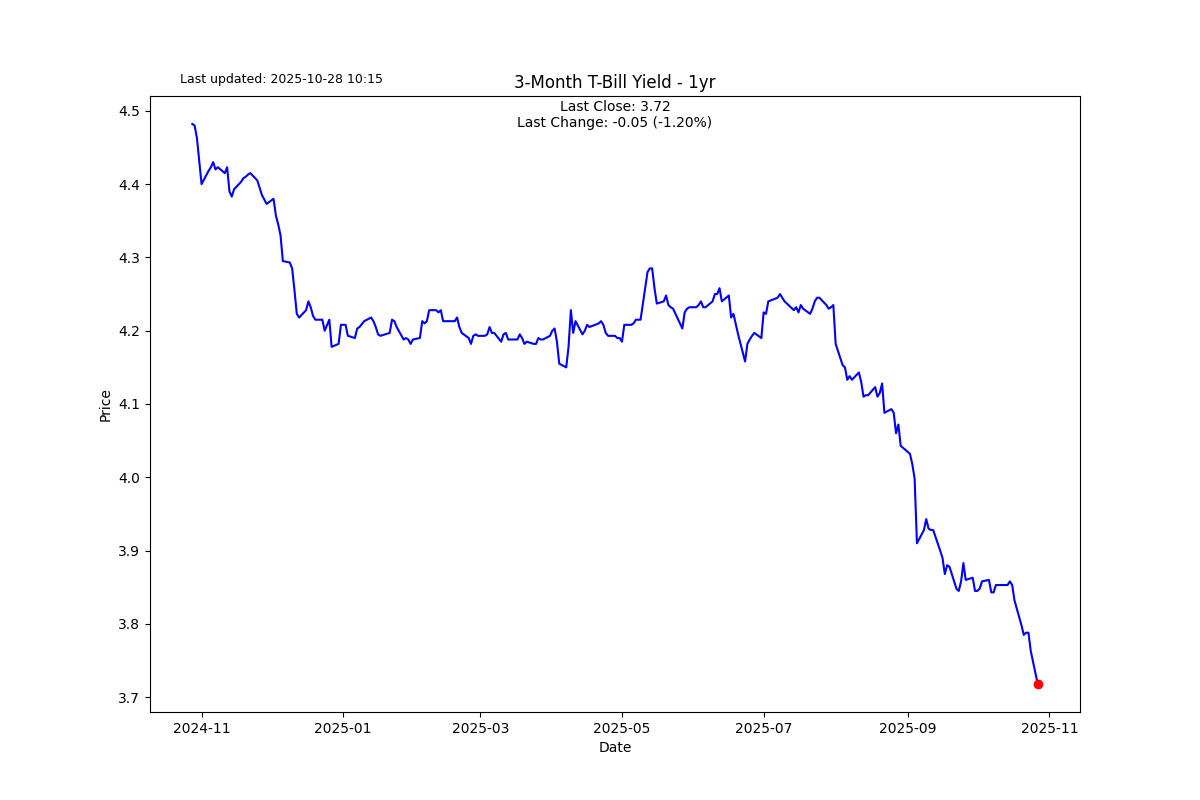 Last updated: 2025-10-28 10:15
3-Month T-Bill Yield - 1yr
Last Close: 3.72
Last Change: -0.05 (-1.20%)
4.5
4.4
4.3
4.2
4.1
4.0
3.9
3.8
3.7
Price
2024-11
2025-01
2025-03
2025-05
2025-07
2025-09
2025-11
Date